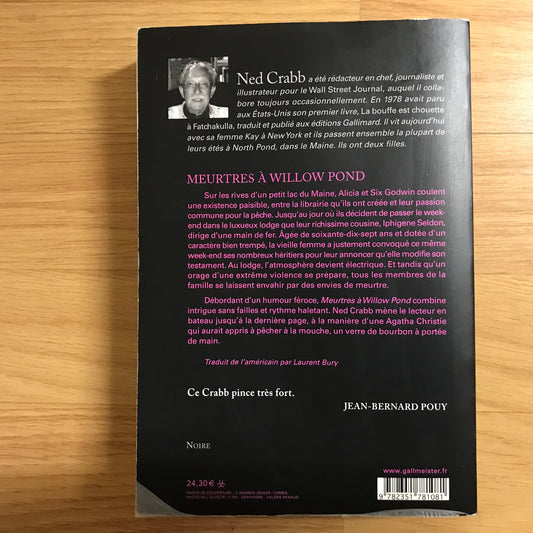 Ned Crabb a été rédacteur en chef, journaliste et
illustrateur pour le Wall Street Journal, auquel il colla-
bore toujours occasionnellement. En 1978 avait paru
aux États-Unis son premier livre, La bouffe est chouette
à Fatchakulla, traduit et publié aux éditions Gallimard. Il vit aujourd'hui
avec sa femme Kay à New York et ils passent ensemble la plupart de
leurs étés à North Pond, dans le Maine. Ils ont deux filles.
MEURTRES À WILLOW POND
Sur les rives d'un petit lac du Maine, Alicia et Six Godwin coulent
une existence paisible, entre la librairie qu'ils ont créée et leur passion
commune pour la pêche. Jusqu'au jour où ils décident de passer le week-
end dans le luxueux lodge que leur richissime cousine, Iphigene Seldon,
dirige d'une main de fer. Âgée de soixante-dix-sept ans et dotée d'un
caractère bien trempé, la vieille femme a justement convoqué ce même
week-end ses nombreux héritiers pour leur annoncer qu'elle modifie son
testament. Au lodge, l'atmosphère devient électrique. Et tandis qu'un
orage d'une extrême violence se prépare, tous les membres de la
famille se laissent envahir par des envies de meurtre.
Débordant d'un humour féroce, Meurtres à Willow Pond combine
intrigue sans failles et rythme haletant. Ned Crabb mène le lecteur en
bateau jusqu'à la dernière page, à la manière d'une Agatha Christie
qui aurait appris à pêcher à la mouche, un verre de bourbon à portée
de main.
Traduit de l'américain par Laurent Bury
Ce Crabb pince très fort.
JEAN-BERNARD POUY
NOIRE
24,30 €
www.gallmeister.fr
PHOTO DE COUVERTURE : © ANDREW GEIGER / CORBIS
PHOTO DE L'AUTEUR : © DR / GRAPHISME : VALÉRIE RENAUD
9 782351 781081